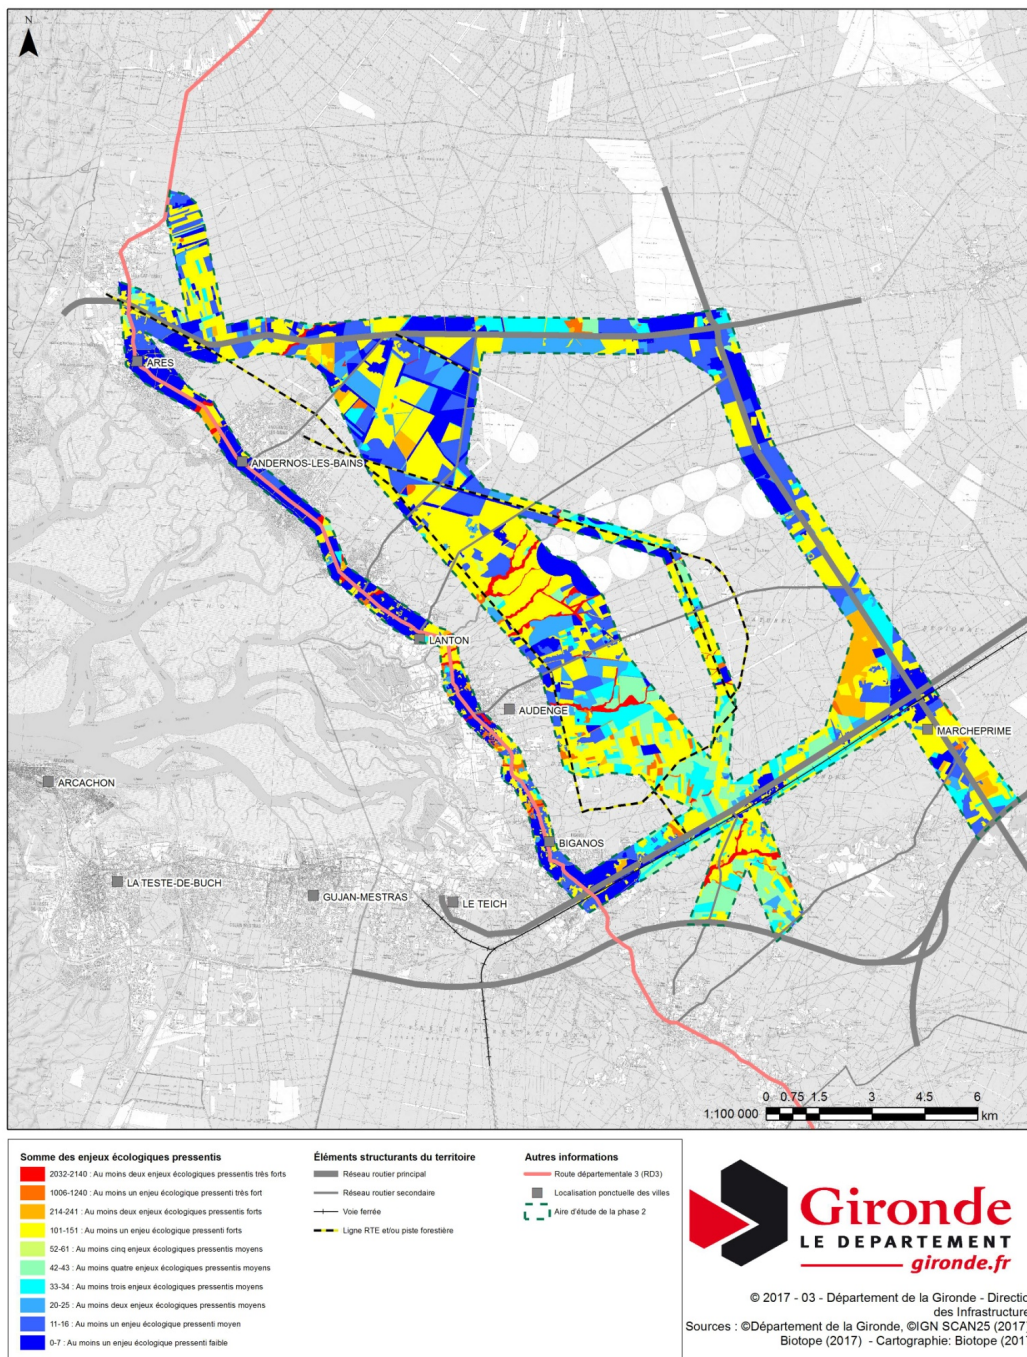 N
ARES
ANDERNOS-LES-BAINS
LANTON
AUDENGE
MARCHEPRIME
ARCACHON
BIGANOS
LA TESTE-DE-BUCH
GUJAN-MESTRAS
LE TEICH
1:100 000
0 0.75 1.5 3 4.5 6
km
Somme des enjeux écologiques pressentis
2032-2140 : Au moins deux enjeux écologiques pressentis très forts
1006-1240 : Au moins un enjeu écologique pressenti très fort
214-241 : Au moins deux enjeux écologiques pressentis forts
101-151 : Au moins un enjeu écologique pressenti forts
52-61 : Au moins cinq enjeux écologiques pressentis moyens
42-43 : Au moins quatre enjeux écologiques pressentis moyens
33-34 : Au moins trois enjeux écologiques pressentis moyens
20-25 : Au moins deux enjeux écologiques pressentis moyens
11-16 : Au moins un enjeu écologique pressenti moyen
0-7 : Au moins un enjeu écologique pressenti faible
Éléments structurants du territoire
Réseau routier principal
Réseau routier secondaire
Voie ferrée
Ligne RTE et/ou piste forestière
Autres informations
Route départementale 3 (RD3)
Localisation ponctuelle des villes
Aire d'étude de la phase 2
Gironde
LE DEPARTEMENT
gironde.fr
© 2017 - 03 - Département de la Gironde - Directio
des Infrastructure
Sources : ©Département de la Gironde, ©IGN SCAN25 (2017)
Biotope (2017) - Cartographie: Biotope (201